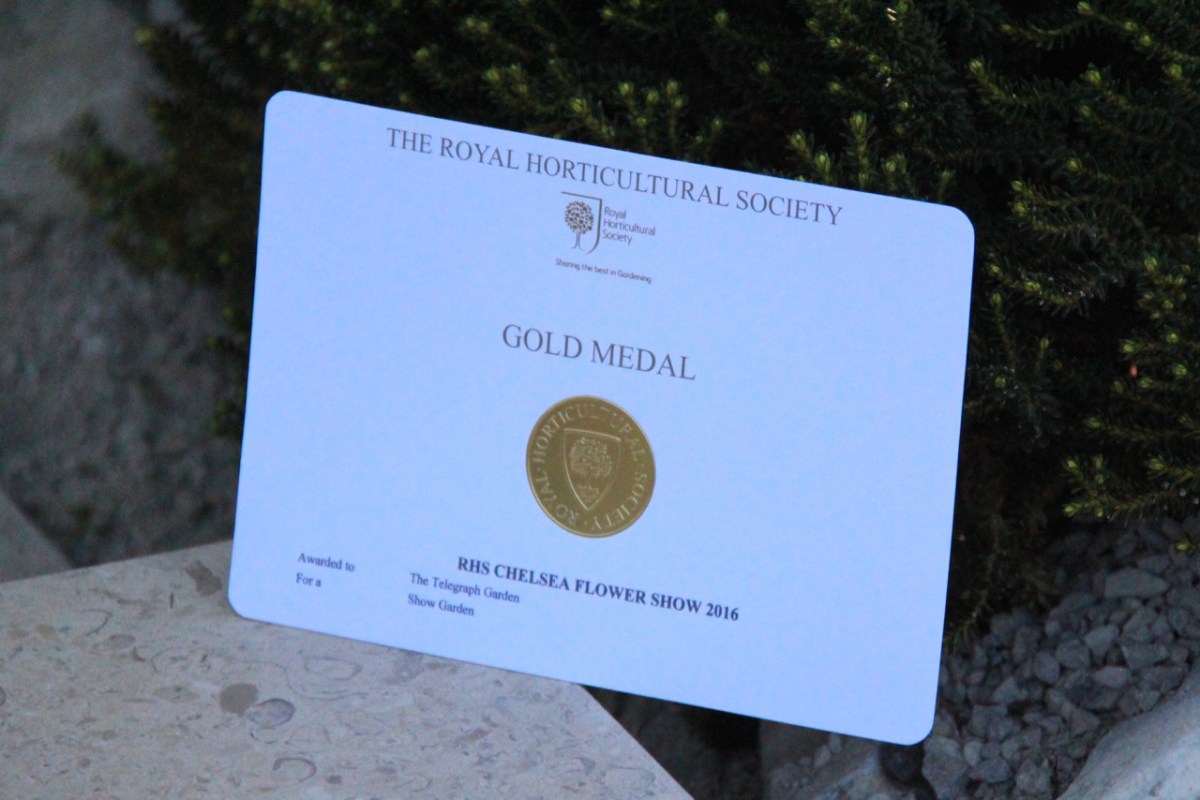 THE ROYAL HORTICULTURAL SOCIETY
Royal
Horticultural
Society
Sharing the best in Gardening
GOLD MEDAL
ROYAL · HORTICULTURAL · SOCIETY ·
RHS CHELSEA FLOWER SHOW 2016
Awarded to The Telegraph Garden
For a Show Garden